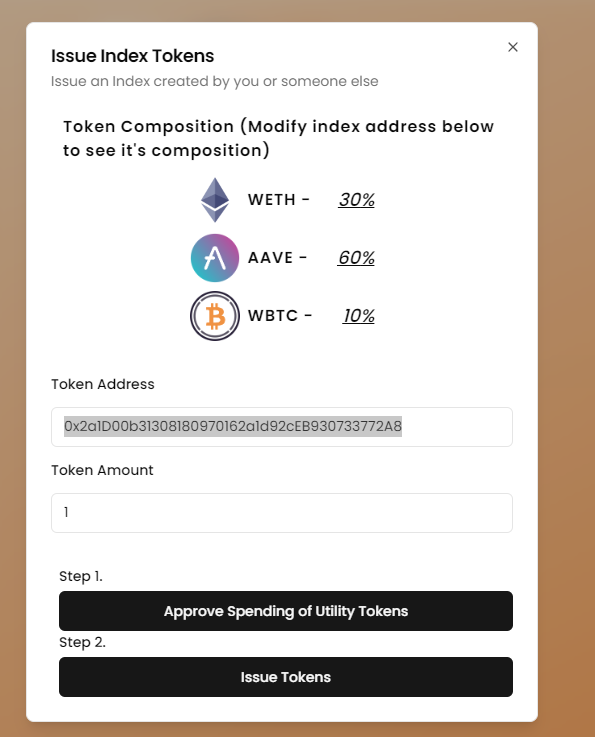 Issue Index Tokens
Issue an Index created by you or someone else
Token Composition (Modify index address below
to see it's composition)
WETH - 30%
AAVE - 60%
WBTC - 10%
Token Address
0x2a1D00b31308180970162a1d92cEB930733772A8
Token Amount
1
Step 1.
Approve Spending of Utility Tokens
Step 2.
Issue Tokens